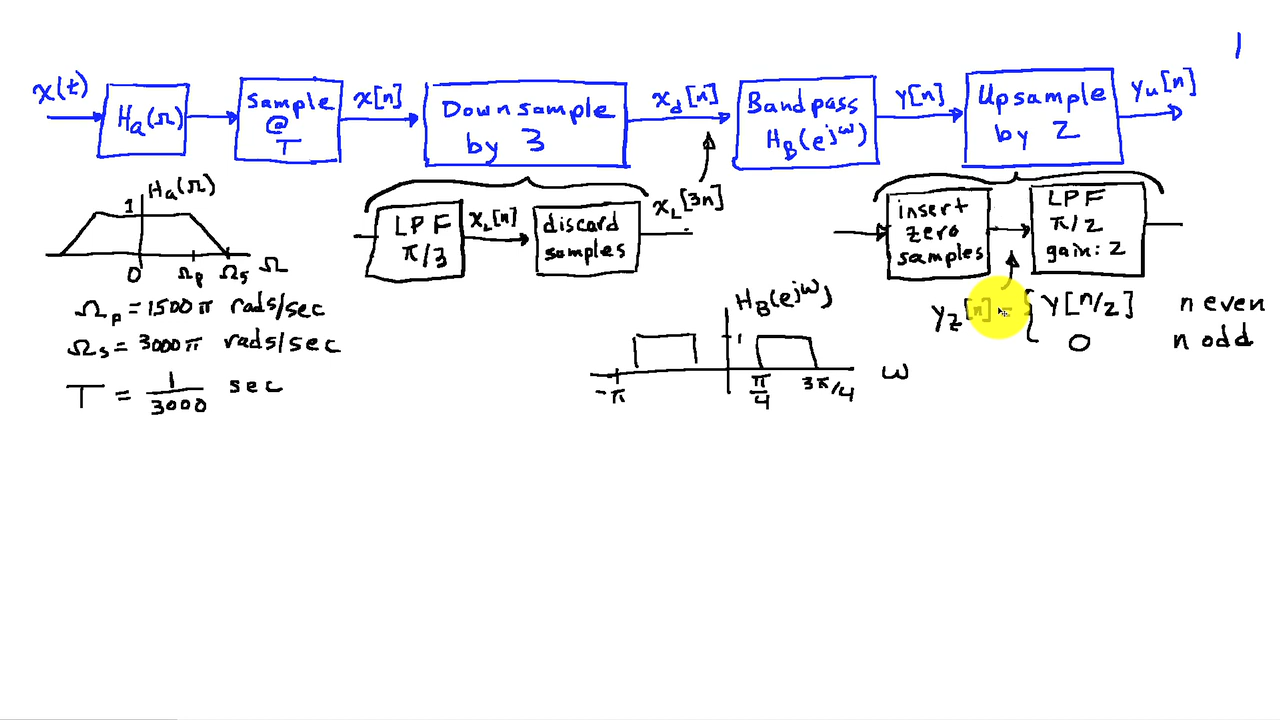 1
x(t) Ha(Ω) Sample @ T x[n] Downsample by 3 xd[n] Bandpass HB(e^jω) y[n] Upsample by 2 yu[n]
Ha(Ω)
1
0 Ωp Ωs Ω
LPF π/3 xL[n] discard samples xL[3n]
insert zero samples LPF π/2 gain: 2
Ωp = 1500π rads/sec
Ωs = 3000π rads/sec
T = 1/3000 sec
HB(e^jω)
1
-π π/4 3π/4 ω
yz[n] = { y[n/2] n even
0 n odd